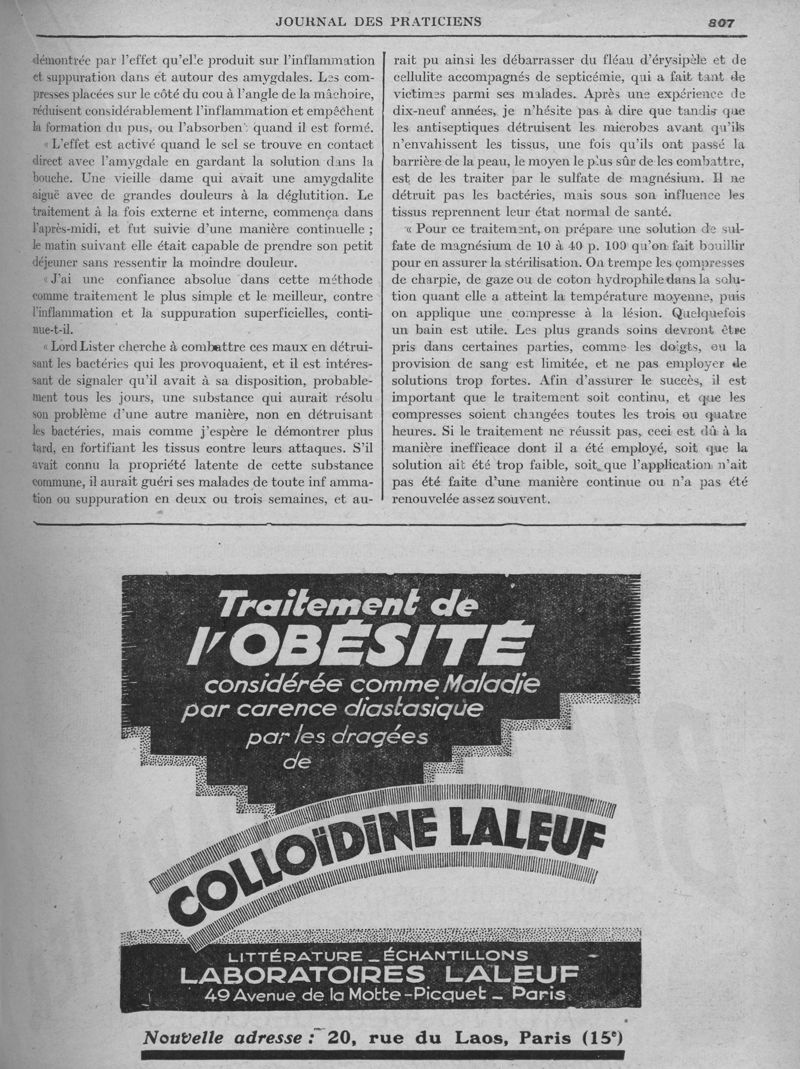 JOURNAL DES PRATICIENS 807
démontrée par l'effet qu'el'e produit sur l'inflammation
et suppuration dans et autour des amygdales. Les com-
presses placées sur le côté du cou à l'angle de la mâchoire,
réduisent considérablement l'inflammation et empêchent
la formation du pus, ou l'absorben' quand il est formé.
« L'effet est activé quand le sel se trouve en contact
direct avec l'amygdale en gardant la solution dans la
bouche. Une vieille dame qui avait une amygdalite
aiguë avec de grandes douleurs à la déglutition. Le
traitement à la fois externe et interne, commença dans
l'après-midi, et fut suivie d'une manière continuelle ;
le matin suivant elle était capable de prendre son petit
déjeuner sans ressentir la moindre douleur.
« J'ai une confiance absolue dans cette méthode
comme traitement le plus simple et le meilleur, contre
l'inflammation et la suppuration superficielles, conti-
nue-t-il.
« Lord Lister cherche à combattre ces maux en détrui-
sant les bactéries qui les provoquaient, et il est intéres-
sant de signaler qu'il avait à sa disposition, probable-
ment tous les jours, une substance qui aurait résolu
son problème d'une autre manière, non en détruisant
les bactéries, mais comme j'espère le démontrer plus
tard, en fortifiant les tissus contre leurs attaques. S'il
avait connu la propriété latente de cette substance
commune, il aurait guéri ses malades de toute inf amma-
tion ou suppuration en deux ou trois semaines, et au-
rait pu ainsi les débarrasser du fléau d'érysipèle et de
cellulite accompagnés de septicémie, qui a fait tant de
victimes parmi ses malades. Après une expérience de
dix-neuf années, je n'hésite pas à dire que tandis que
les antiseptiques détruisent les microbes avant qu'ils
n'envahissent les tissus, une fois qu'ils ont passé la
barrière de la peau, le moyen le plus sûr de les combattre,
est de les traiter par le sulfate de magnésium. Il ne
détruit pas les bactéries, mais sous son influence les
tissus reprennent leur état normal de santé.
« Pour ce traitement, on prépare une solution de sul-
fate de magnésium de 10 à 40 p. 100 qu'on fait bouillir
pour en assurer la stérilisation. On trempe les compresses
de charpie, de gaze ou de coton hydrophile dans la solu-
tion quant elle a atteint la température moyenne, puis
on applique une compresse à la lésion. Quelquefois
un bain est utile. Les plus grands soins devront être
pris dans certaines parties, comme les doigts, ou la
provision de sang est limitée, et ne pas employer de
solutions trop fortes. Afin d'assurer le succès, il est
important que le traitement soit continu, et que les
compresses soient changées toutes les trois ou quatre
heures. Si le traitement ne réussit pas, ceci est dû à la
manière inefficace dont il a été employé, soit que la
solution ait été trop faible, soit que l'application n'ait
pas été faite d'une manière continue ou n'a pas été
renouvelée assez souvent.
Traitement de
l'OBÉSITÉ
considérée comme Maladie
par carence diastasique
par les dragées
de
COLLOÏDINE LALEUF
LITTÉRATURE _ ÉCHANTILLONS
LABORATOIRES LALEUF
49 Avenue de la Motte-Picquet _ Paris
Nouvelle adresse : 20, rue du Laos, Paris (15e)